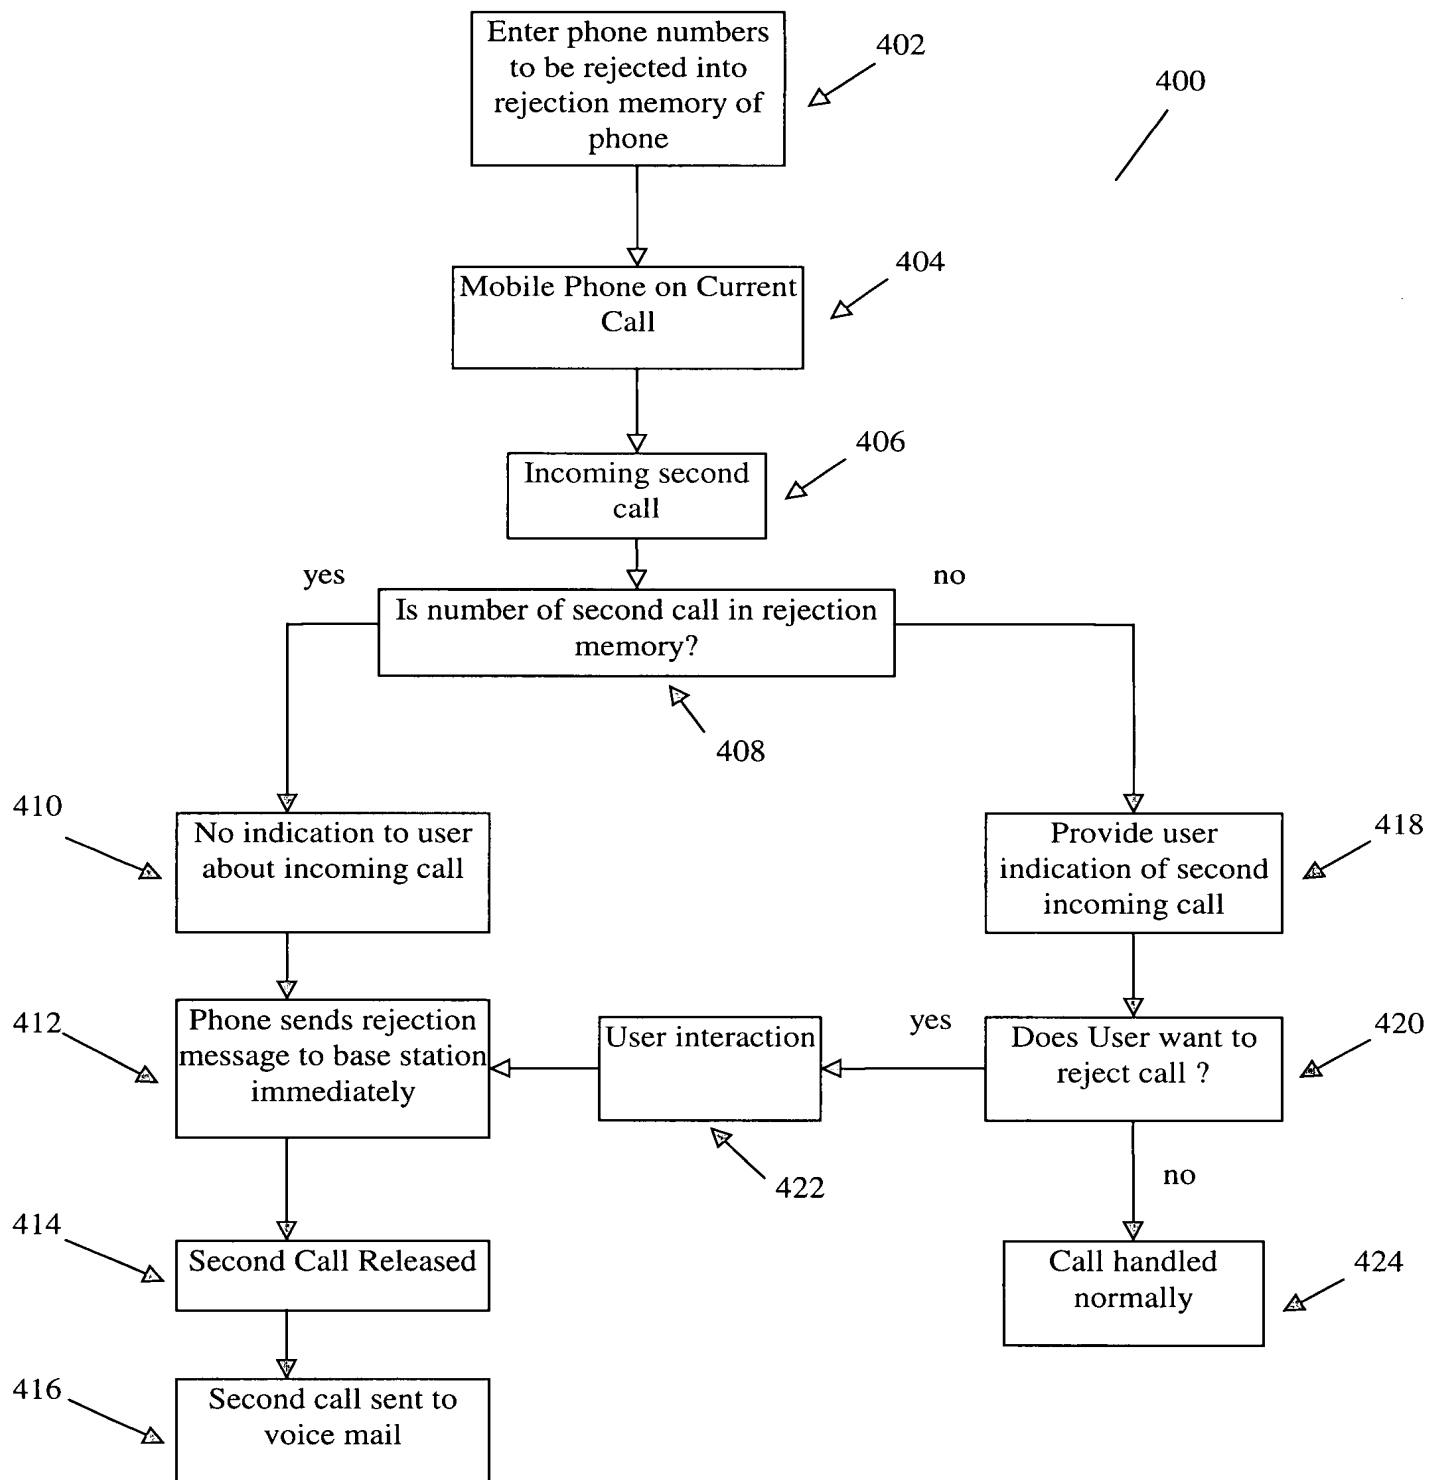 Enter phone numbers
to be rejected into
rejection memory of
phone
402
400
Mobile Phone on Current
Call
404
Incoming second
call
406
yes
no
Is number of second call in rejection
memory?
408
410
No indication to user
about incoming call
Provide user
indication of second
incoming call
418
412
Phone sends rejection
message to base station
immediately
User interaction
422
yes
Does User want to
reject call ?
420
no
414
Second Call Released
Call handled
normally
424
416
Second call sent to
voice mail